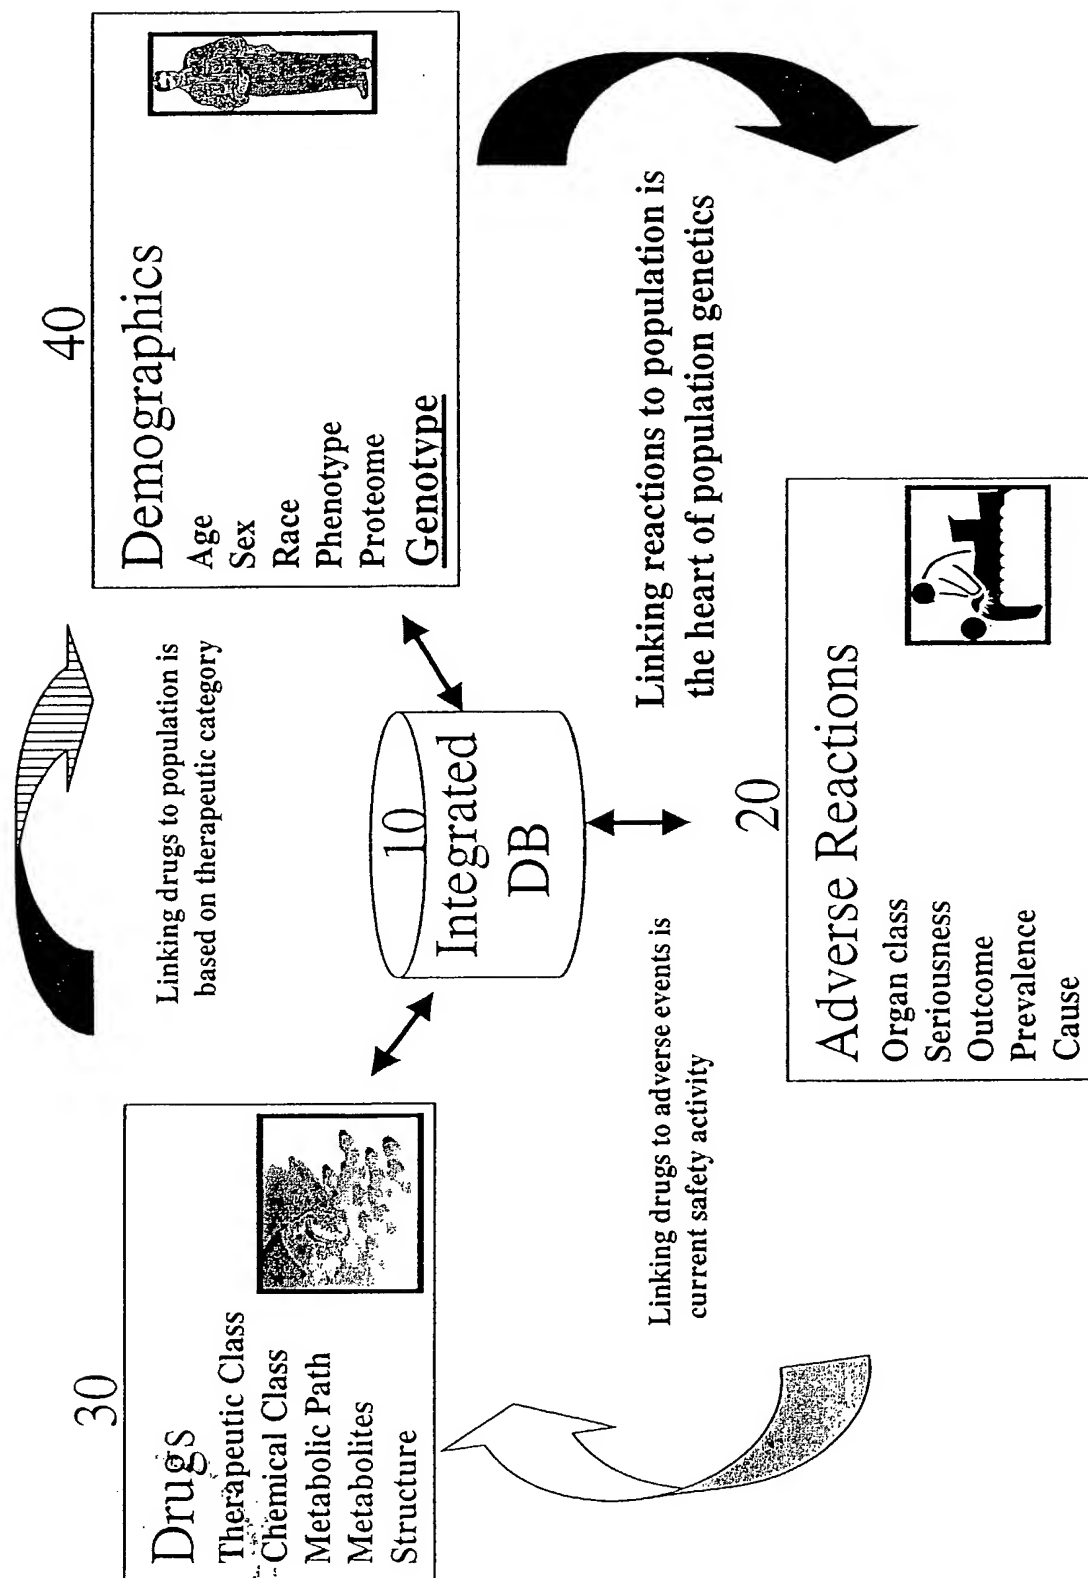 30
Drugs
Therapeutic Class
Chemical Class
Metabolic Path
Metabolites
Structure
Linking drugs to population is
based on therapeutic category
40
Demographics
Age
Sex
Race
Phenotype
Proteome
Genotype
10
Integrated
DB
Linking drugs to adverse events is
current safety activity
Linking reactions to population is
the heart of population genetics
20
Adverse Reactions
Organ class
Seriousness
Outcome
Prevalence
Cause